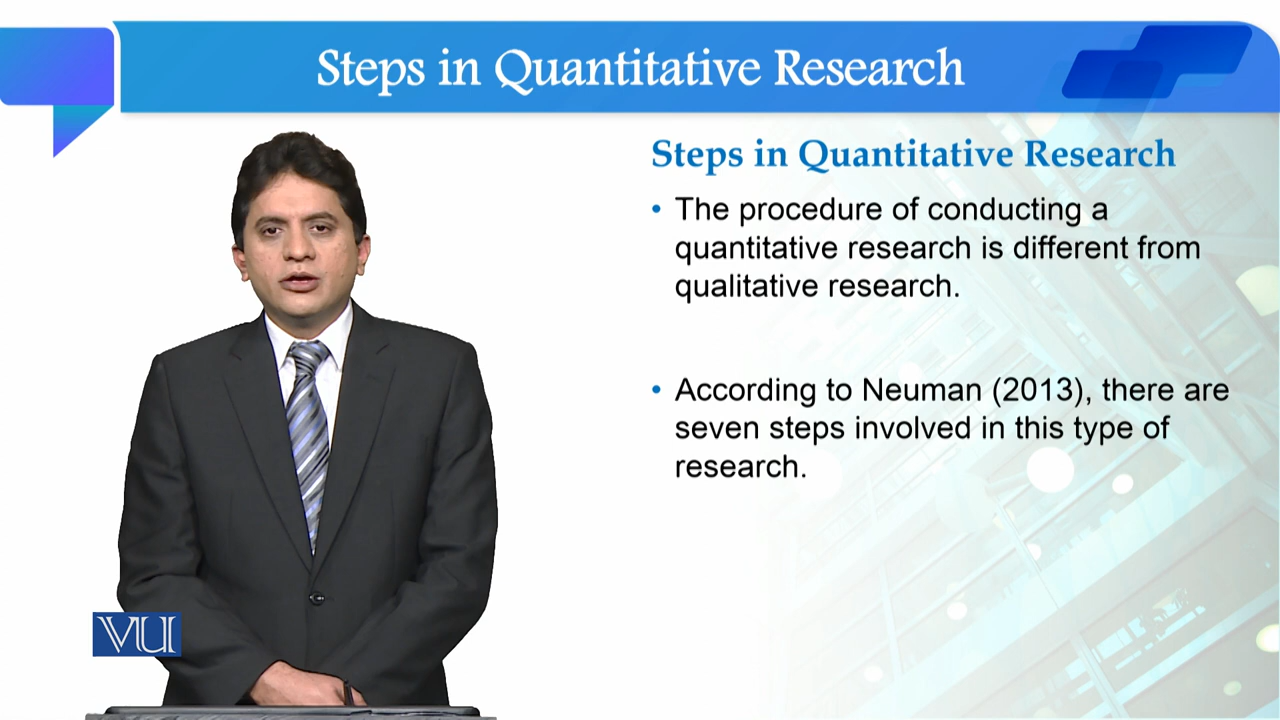 Steps in Quantitative Research
Steps in Quantitative Research
• The procedure of conducting a
quantitative research is different from
qualitative research.
• According to Neuman (2013), there are
seven steps involved in this type of
research.
VU